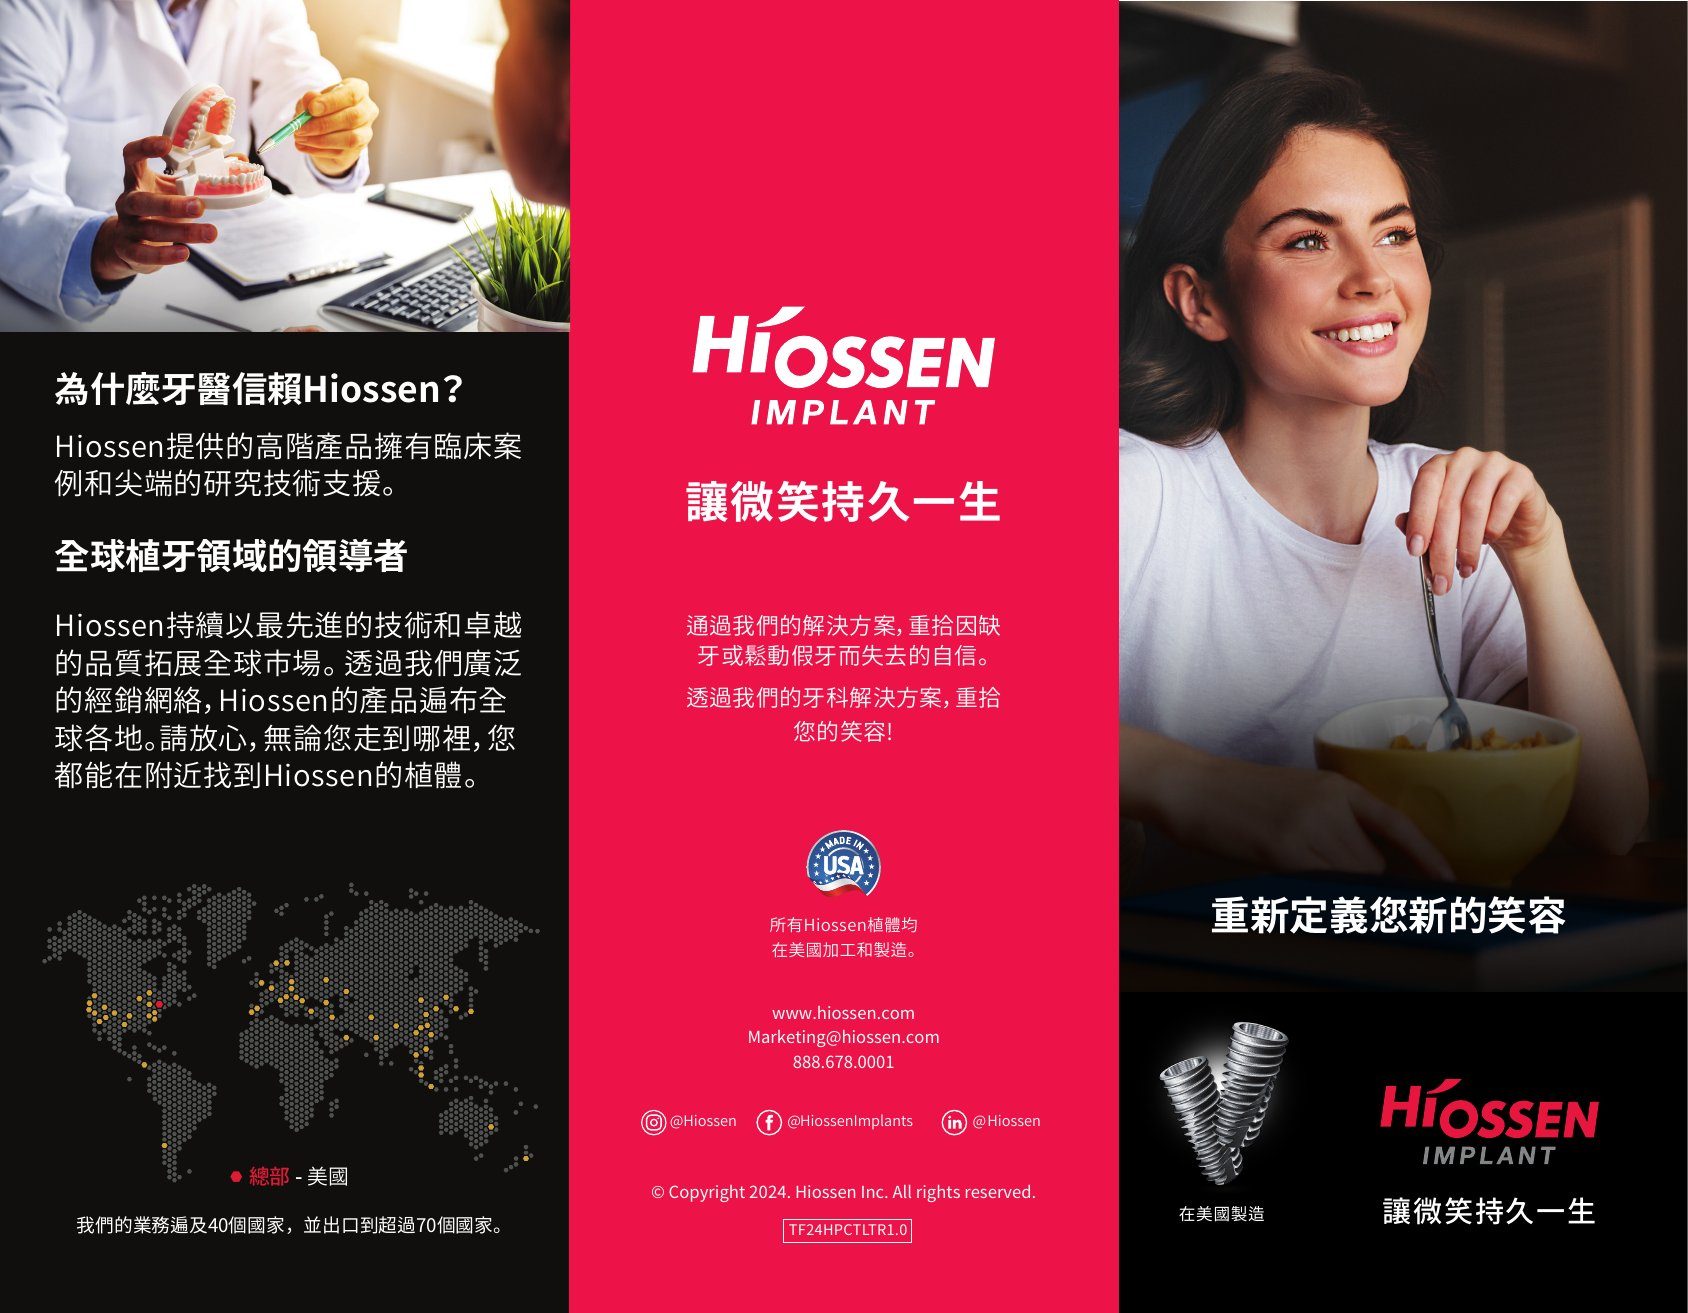 為什麼牙醫信賴Hiossen？
Hiossen提供的高階產品擁有臨床案
例和尖端的研究技術支援。
全球植牙領域的領導者
Hiossen持續以最先進的技術和卓越
的品質拓展全球市場。透過我們廣泛
的經銷網絡，Hiossen的產品遍布全
球各地。請放心，無論您走到哪裡，您
都能在附近找到Hiossen的植體。
總部 - 美國
我們的業務遍及40個國家，並出口到超過70個國家。
HIOSSEN
IMPLANT
讓微笑持久一生
通過我們的解決方案，重拾因缺
牙或鬆動假牙而失去的自信。
透過我們的牙科解決方案，重拾
您的笑容!
MADE IN
USA
所有Hiossen植體均
在美國加工和製造。
www.hiossen.com
Marketing@hiossen.com
888.678.0001
@Hiossen @HiossenImplants @Hiossen
© Copyright 2024. Hiossen Inc. All rights reserved.
TF24HPCTLTR1.0
重新定義您新的笑容
在美國製造
HIOSSEN
IMPLANT
讓微笑持久一生